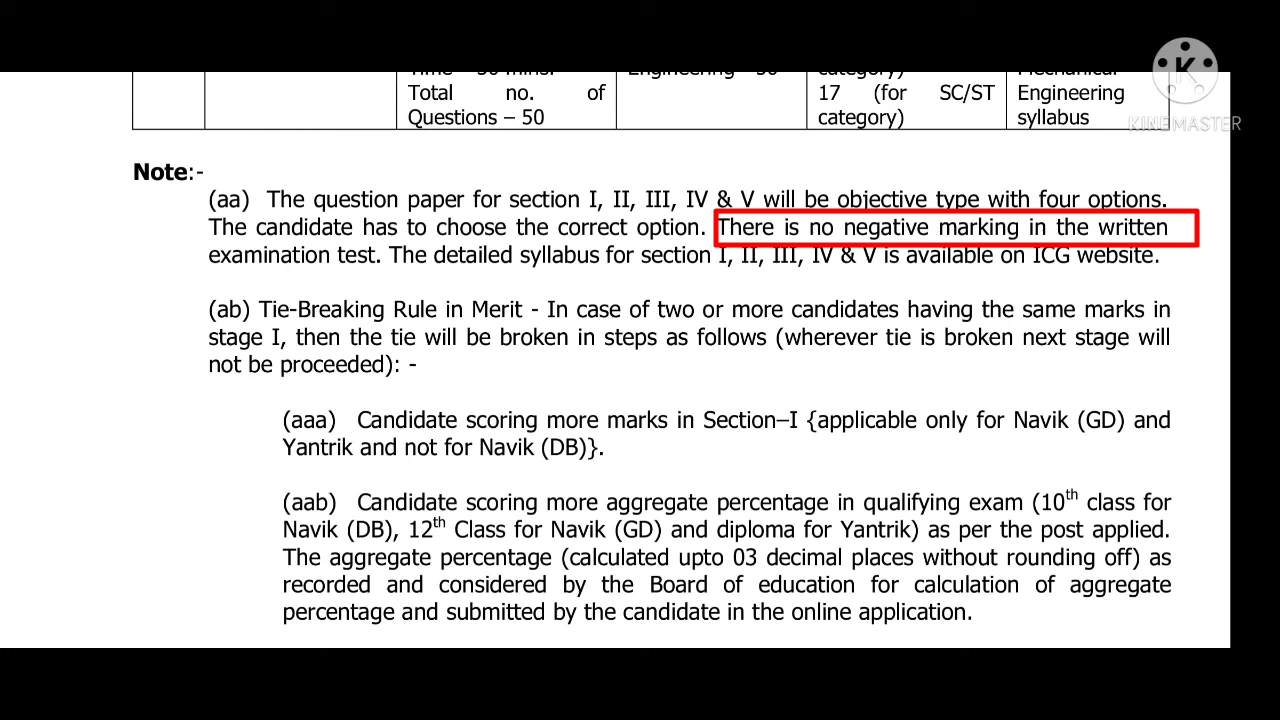 Time – 30 mins.
Engineering – 50
category)
Mechanical
Total no. of
17 (for SC/ST
Engineering
Questions – 50
category)
syllabus
K
KINEMASTER
Note:-
(aa) The question paper for section I, II, III, IV & V will be objective type with four options.
The candidate has to choose the correct option. There is no negative marking in the written
examination test. The detailed syllabus for section I, II, III, IV & V is available on ICG website.
(ab) Tie-Breaking Rule in Merit - In case of two or more candidates having the same marks in
stage I, then the tie will be broken in steps as follows (wherever tie is broken next stage will
not be proceeded): -
(aaa) Candidate scoring more marks in Section–I {applicable only for Navik (GD) and
Yantrik and not for Navik (DB)}.
(aab) Candidate scoring more aggregate percentage in qualifying exam (10th class for
Navik (DB), 12th Class for Navik (GD) and diploma for Yantrik) as per the post applied.
The aggregate percentage (calculated upto 03 decimal places without rounding off) as
recorded and considered by the Board of education for calculation of aggregate
percentage and submitted by the candidate in the online application.